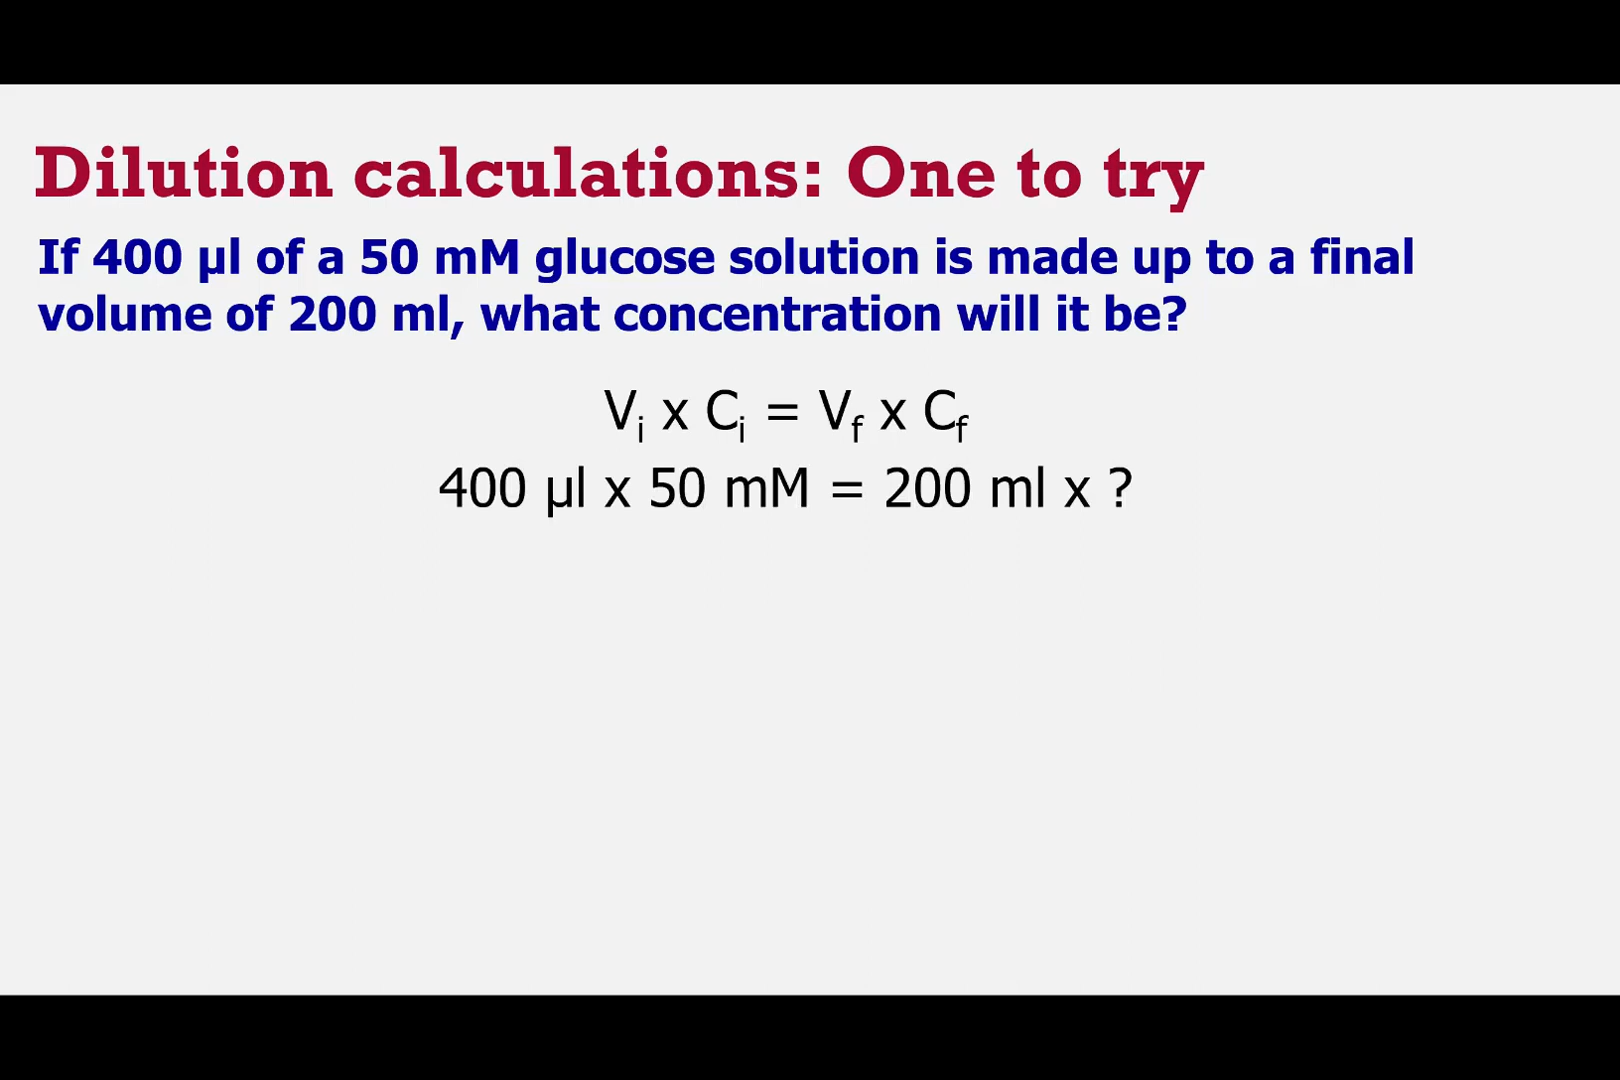 Dilution calculations: One to try
If 400 µl of a 50 mM glucose solution is made up to a final
volume of 200 ml, what concentration will it be?
Vi x Ci = Vf x Cf
400 µl x 50 mM = 200 ml x ?